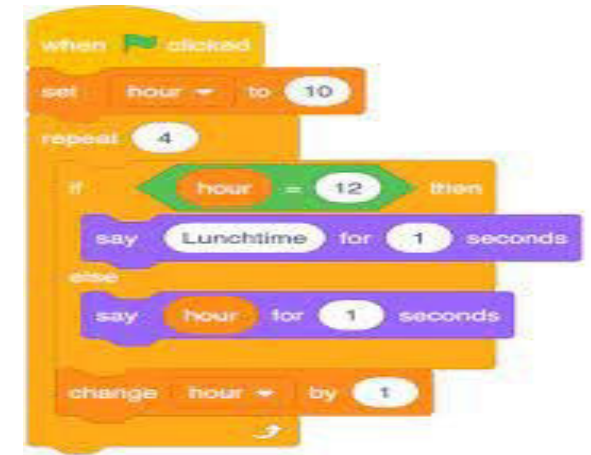 when clicked
set hour to 10
repeat 4
if hour = 12 then
say Lunchtime for 1 seconds
else
say hour for 1 seconds
change hour by 1